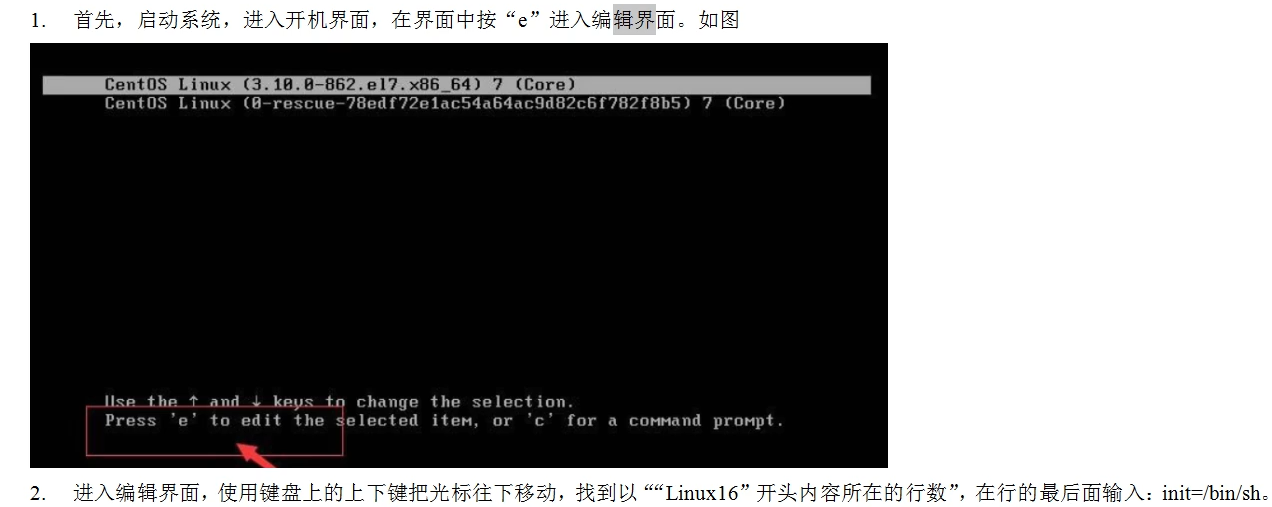 1. 首先，启动系统，进入开机界面，在界面中按“e”进入编辑界面。如图
CentOS Linux (3.10.0-862.el7.x86_64) 7 (Core)
CentOS Linux (0-rescue-78edf72e1ac54a64ac9d82c6f782f8b5) 7 (Core)
Use the ↑ and ↓ keys to change the selection.
Press 'e' to edit the selected item, or 'c' for a command prompt.
2. 进入编辑界面，使用键盘上的上下键把光标往下移动，找到以““Linux16”开头内容所在的行数”，在行的最后面输入：init=/bin/sh。